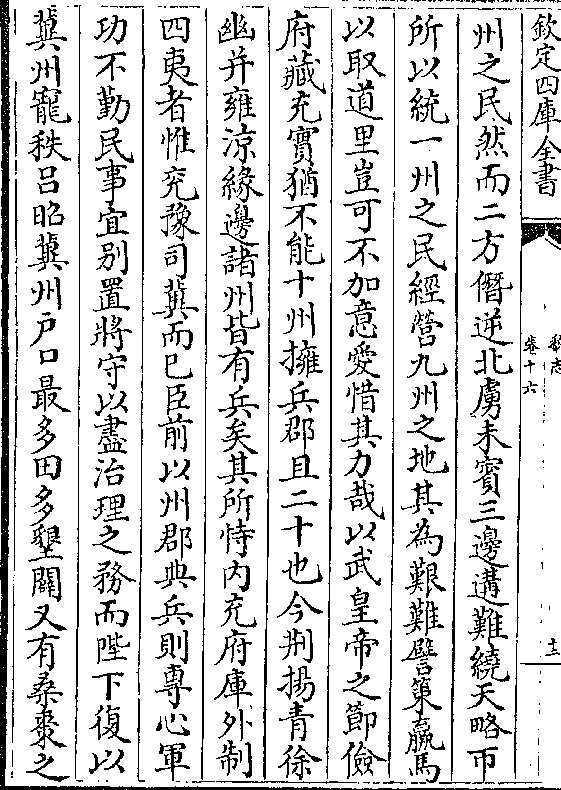 欽定四庫全書
魏志
卷十六
十三
州之民然而二方僭逆北虜未賓三邊遘難繞天略帀
所以統一州之民經營九州之地其為艱難譬策羸馬
以取道里豈可不加意愛惜其力哉以武皇帝之節儉
府藏充實猶不能十州擁兵郡且二十也今荆揚青徐
幽并雍涼緣邊諸州皆有兵矣其所恃内充府庫外制
四夷者惟兖豫司冀而已臣前以州郡典兵則專心軍
功不勤民事宜别置將守以盡治理之務而陛下復以
冀州寵秩吕昭冀州户口最多田多墾闢又有桑棗之